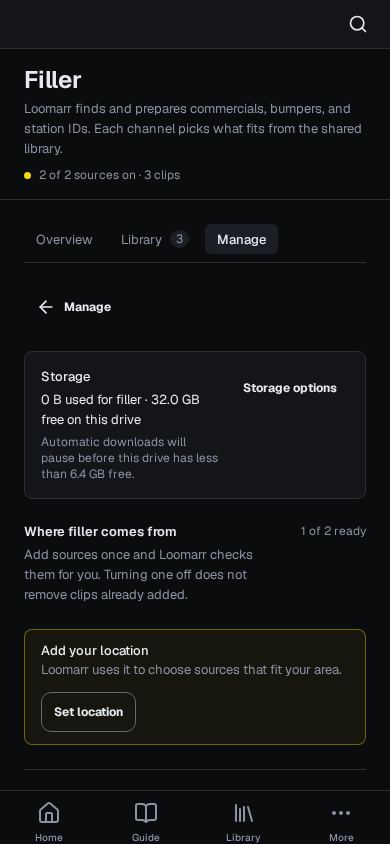 Filler
Loomarr finds and prepares commercials, bumpers, and
station IDs. Each channel picks what fits from the shared
library.
2 of 2 sources on · 3 clips
Overview
Library 3
Manage
Manage
Storage
0 B used for filler · 32.0 GB
free on this drive
Automatic downloads will
pause before this drive has less
than 6.4 GB free.
Storage options
Where filler comes from
1 of 2 ready
Add sources once and Loomarr checks
them for you. Turning one off does not
remove clips already added.
Add your location
Loomarr uses it to choose sources that fit your area.
Set location
Home
Guide
Library
More